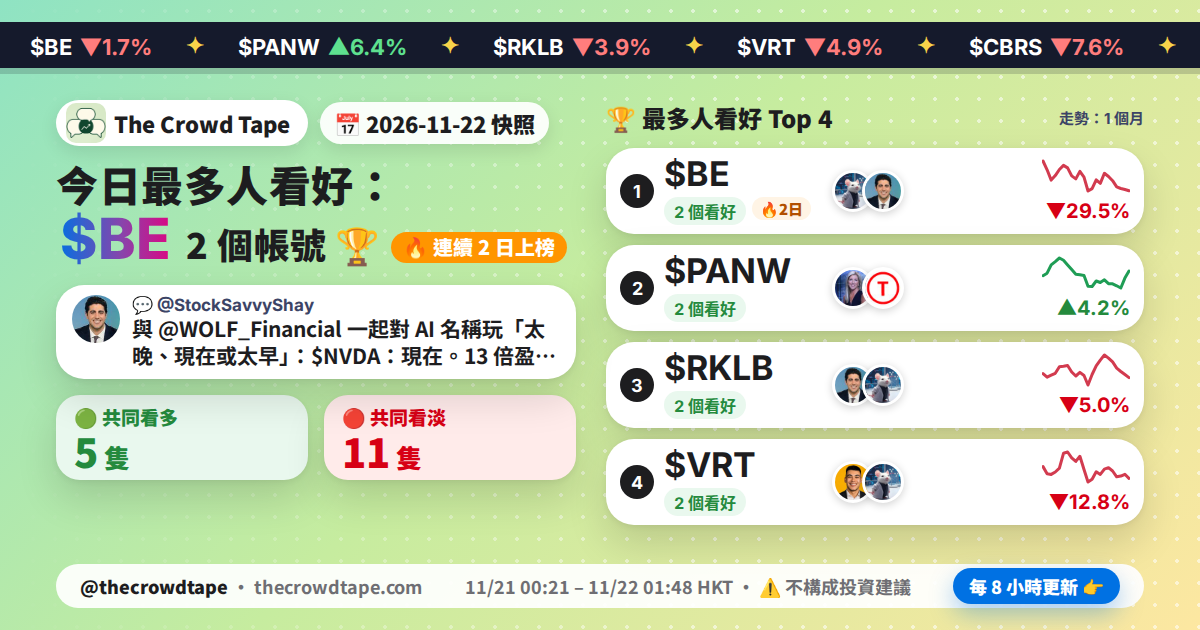 $BE ▼1.7% ✦ $PANW ▲6.4% ✦ $RKLB ▼3.9% ✦ $VRT ▼4.9% ✦ $CBRS ▼7.6% ✦
The Crowd Tape
📅 2026-11-22 快照
今日最多人看好：
$BE 2 個帳號 🏆 🔥 連續 2 日上榜
💬 @StockSavvyShay
與 @WOLF_Financial 一起對 AI 名稱玩「太
晚、現在或太早」：$NVDA：現在。13 倍盈…
🟢 共同看多
5 隻
🔴 共同看淡
11 隻
🏆 最多人看好 Top 4
走勢：1 個月
1
$BE
2 個看好 🔥2日
▼29.5%
2
$PANW
2 個看好
T
▲4.2%
3
$RKLB
2 個看好
▼5.0%
4
$VRT
2 個看好
▼12.8%
@thecrowdtape · thecrowdtape.com
11/21 00:21 – 11/22 01:48 HKT · ⚠️ 不構成投資建議
每 8 小時更新 👉